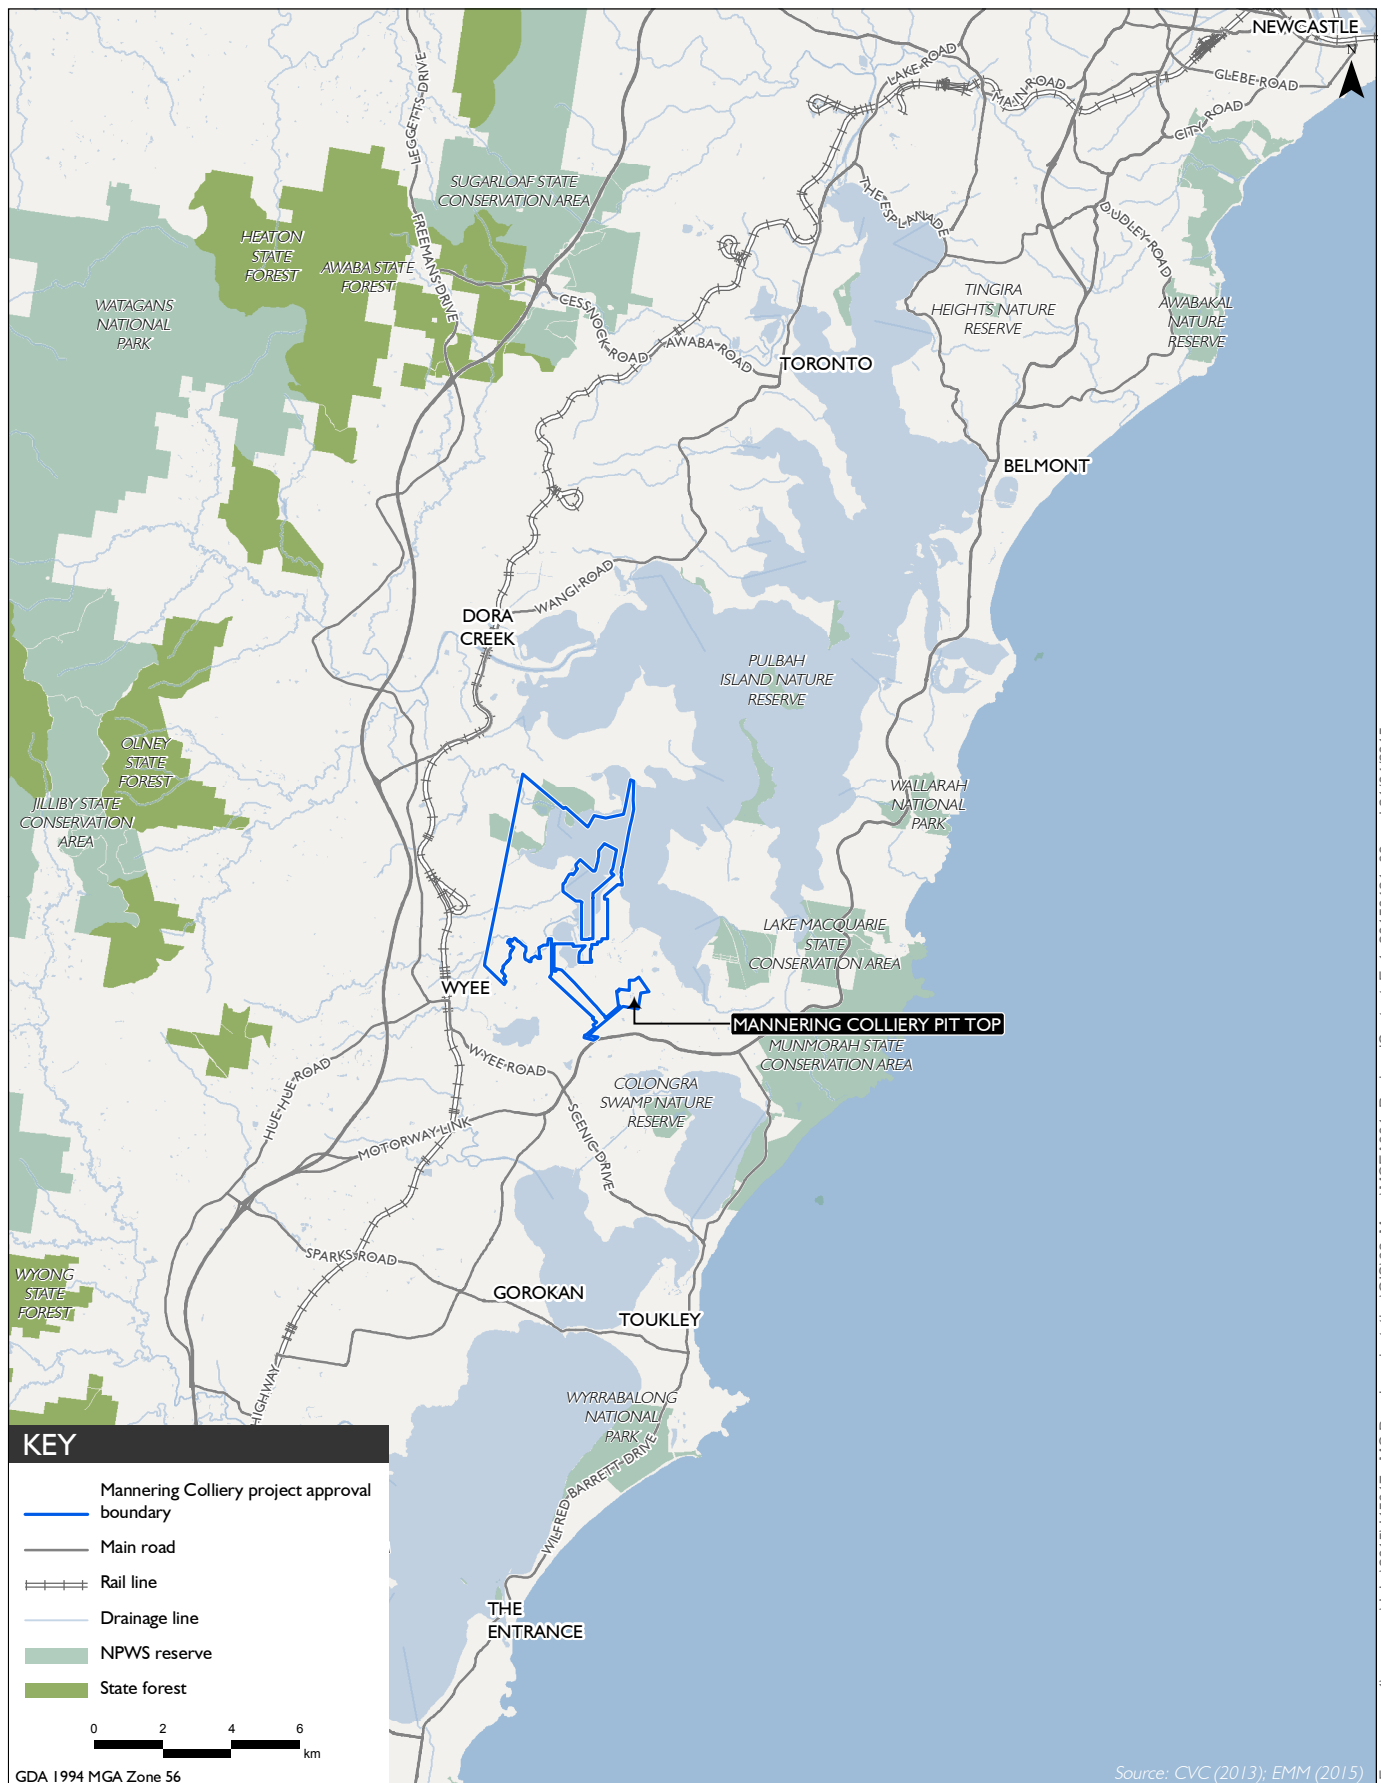 NEWCASTLE
N
LAKE ROAD
MAIN ROAD
GLEBE ROAD
CITY ROAD
LEGGETTS DRIVE
SUGARLOAF STATE
CONSERVATION AREA
THE ESPLANADE
DUDLEY ROAD
FREEMANS DRIVE
HEATON
STATE
FOREST
AWABA STATE
FOREST
WATAGANS
NATIONAL
PARK
CESSNOCK ROAD
AWABA ROAD
TINGIRA
HEIGHTS NATURE
RESERVE
AWABAKAL
NATURE
RESERVE
TORONTO
BELMONT
WANGI ROAD
DORA
CREEK
PULBAH
ISLAND NATURE
RESERVE
OLNEY
STATE
FOREST
JILLIBY STATE
CONSERVATION
AREA
WALLARAH
NATIONAL
PARK
LAKE MACQUARIE
STATE
CONSERVATION AREA
WYEE
MANNERING COLLIERY PIT TOP
MUNMORAH STATE
CONSERVATION AREA
WYEE ROAD
HUE HUE ROAD
COLONGRA
SWAMP NATURE
RESERVE
MOTORWAY LINK
SCENIC DRIVE
SPARKS ROAD
WYONG
STATE
FOREST
GOROKAN
TOUKLEY
HIGHWAY
WYRRABALONG
NATIONAL
PARK
WILFRED BARRETT DRIVE
THE
ENTRANCE
KEY
Mannering Colliery project approval
boundary
Main road
Rail line
Drainage line
NPWS reserve
State forest
0 2 4 6
km
GDA 1994 MGA Zone 56
Source: CVC (2013); EMM (2015)